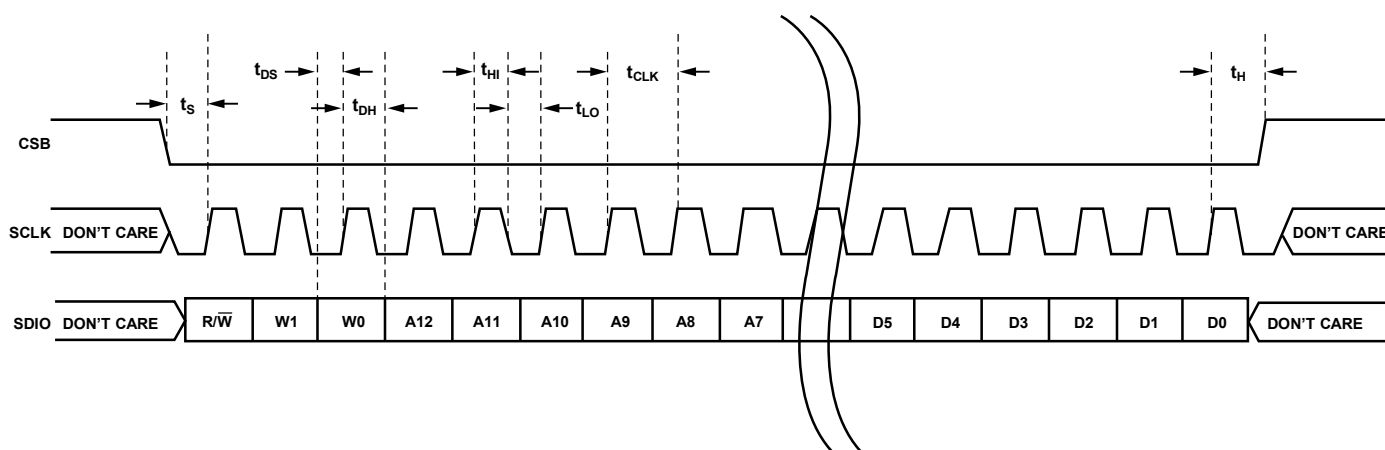 tDS
tHI
tCLK
tH
tS
tDH
tLO
CSB
SCLK DON'T CARE DON'T CARE
SDIO DON'T CARE R/W̅ W1 W0 A12 A11 A10 A9 A8 A7 D5 D4 D3 D2 D1 D0 DON'T CARE